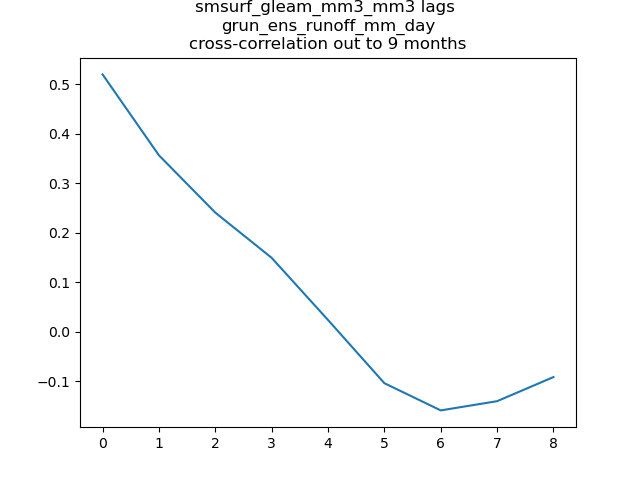 smsurf_gleam_mm3_mm3 lags
grun_ens_runoff_mm_day
cross-correlation out to 9 months
0.5
0.4
0.3
0.2
0.1
0.0
−0.1
0 1 2 3 4 5 6 7 8